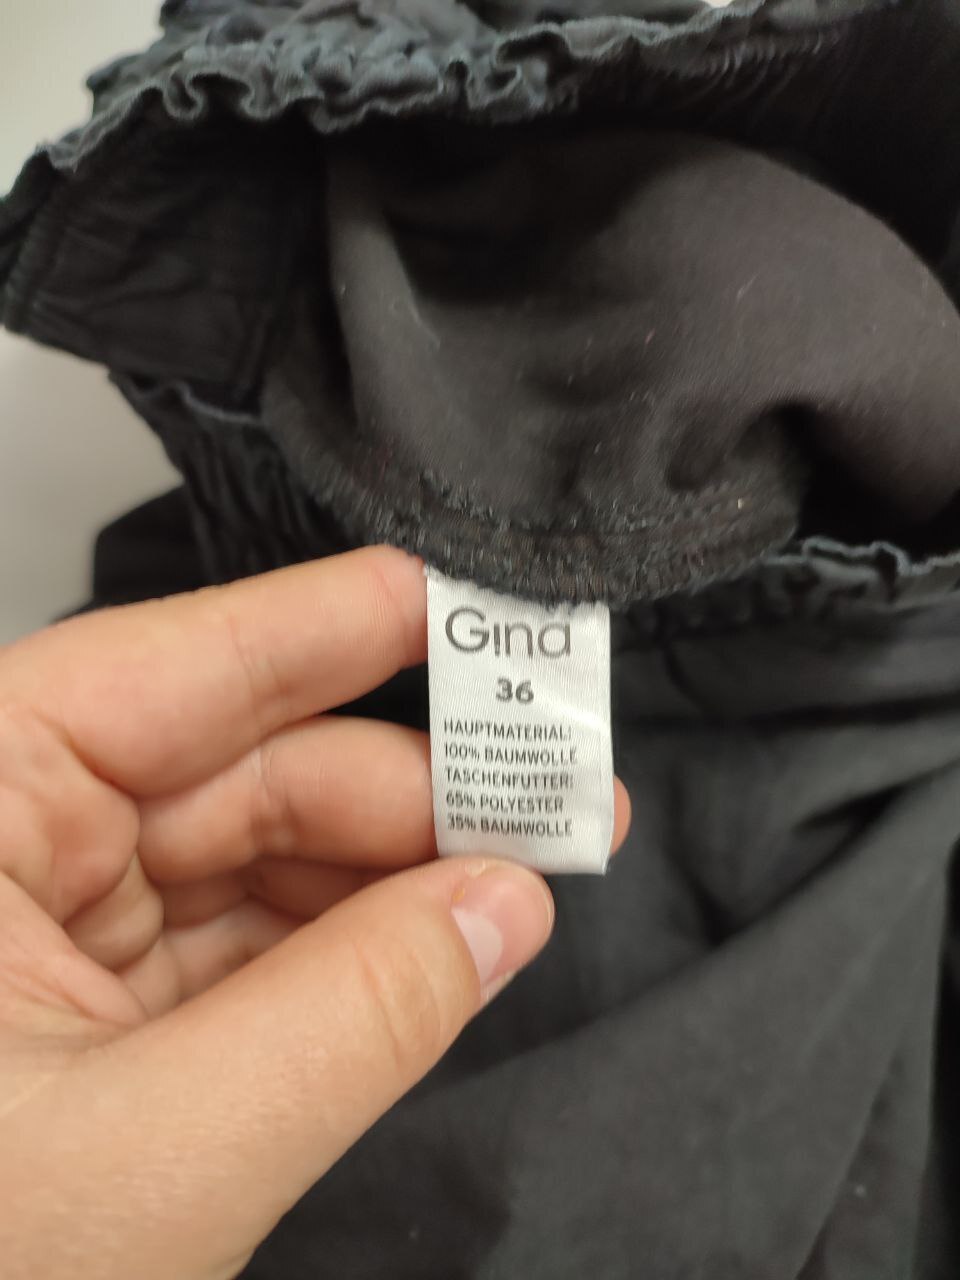 Gina
36
HAUPTMATERIAL:
100% BAUMWOLLE
TASCHENFUTTER:
65% POLYESTER
35% BAUMWOLLE